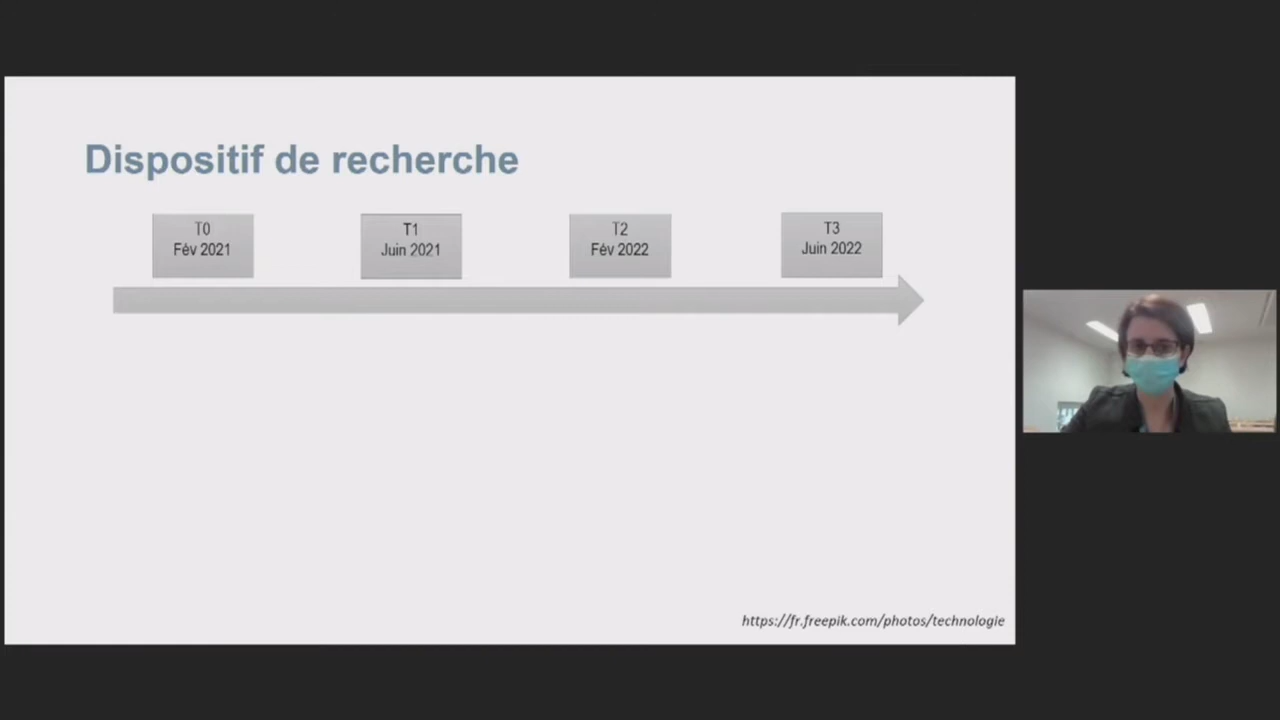 Dispositif de recherche
T0
Fév 2021
T1
Juin 2021
T2
Fév 2022
T3
Juin 2022
https://fr.freepik.com/photos/technologie